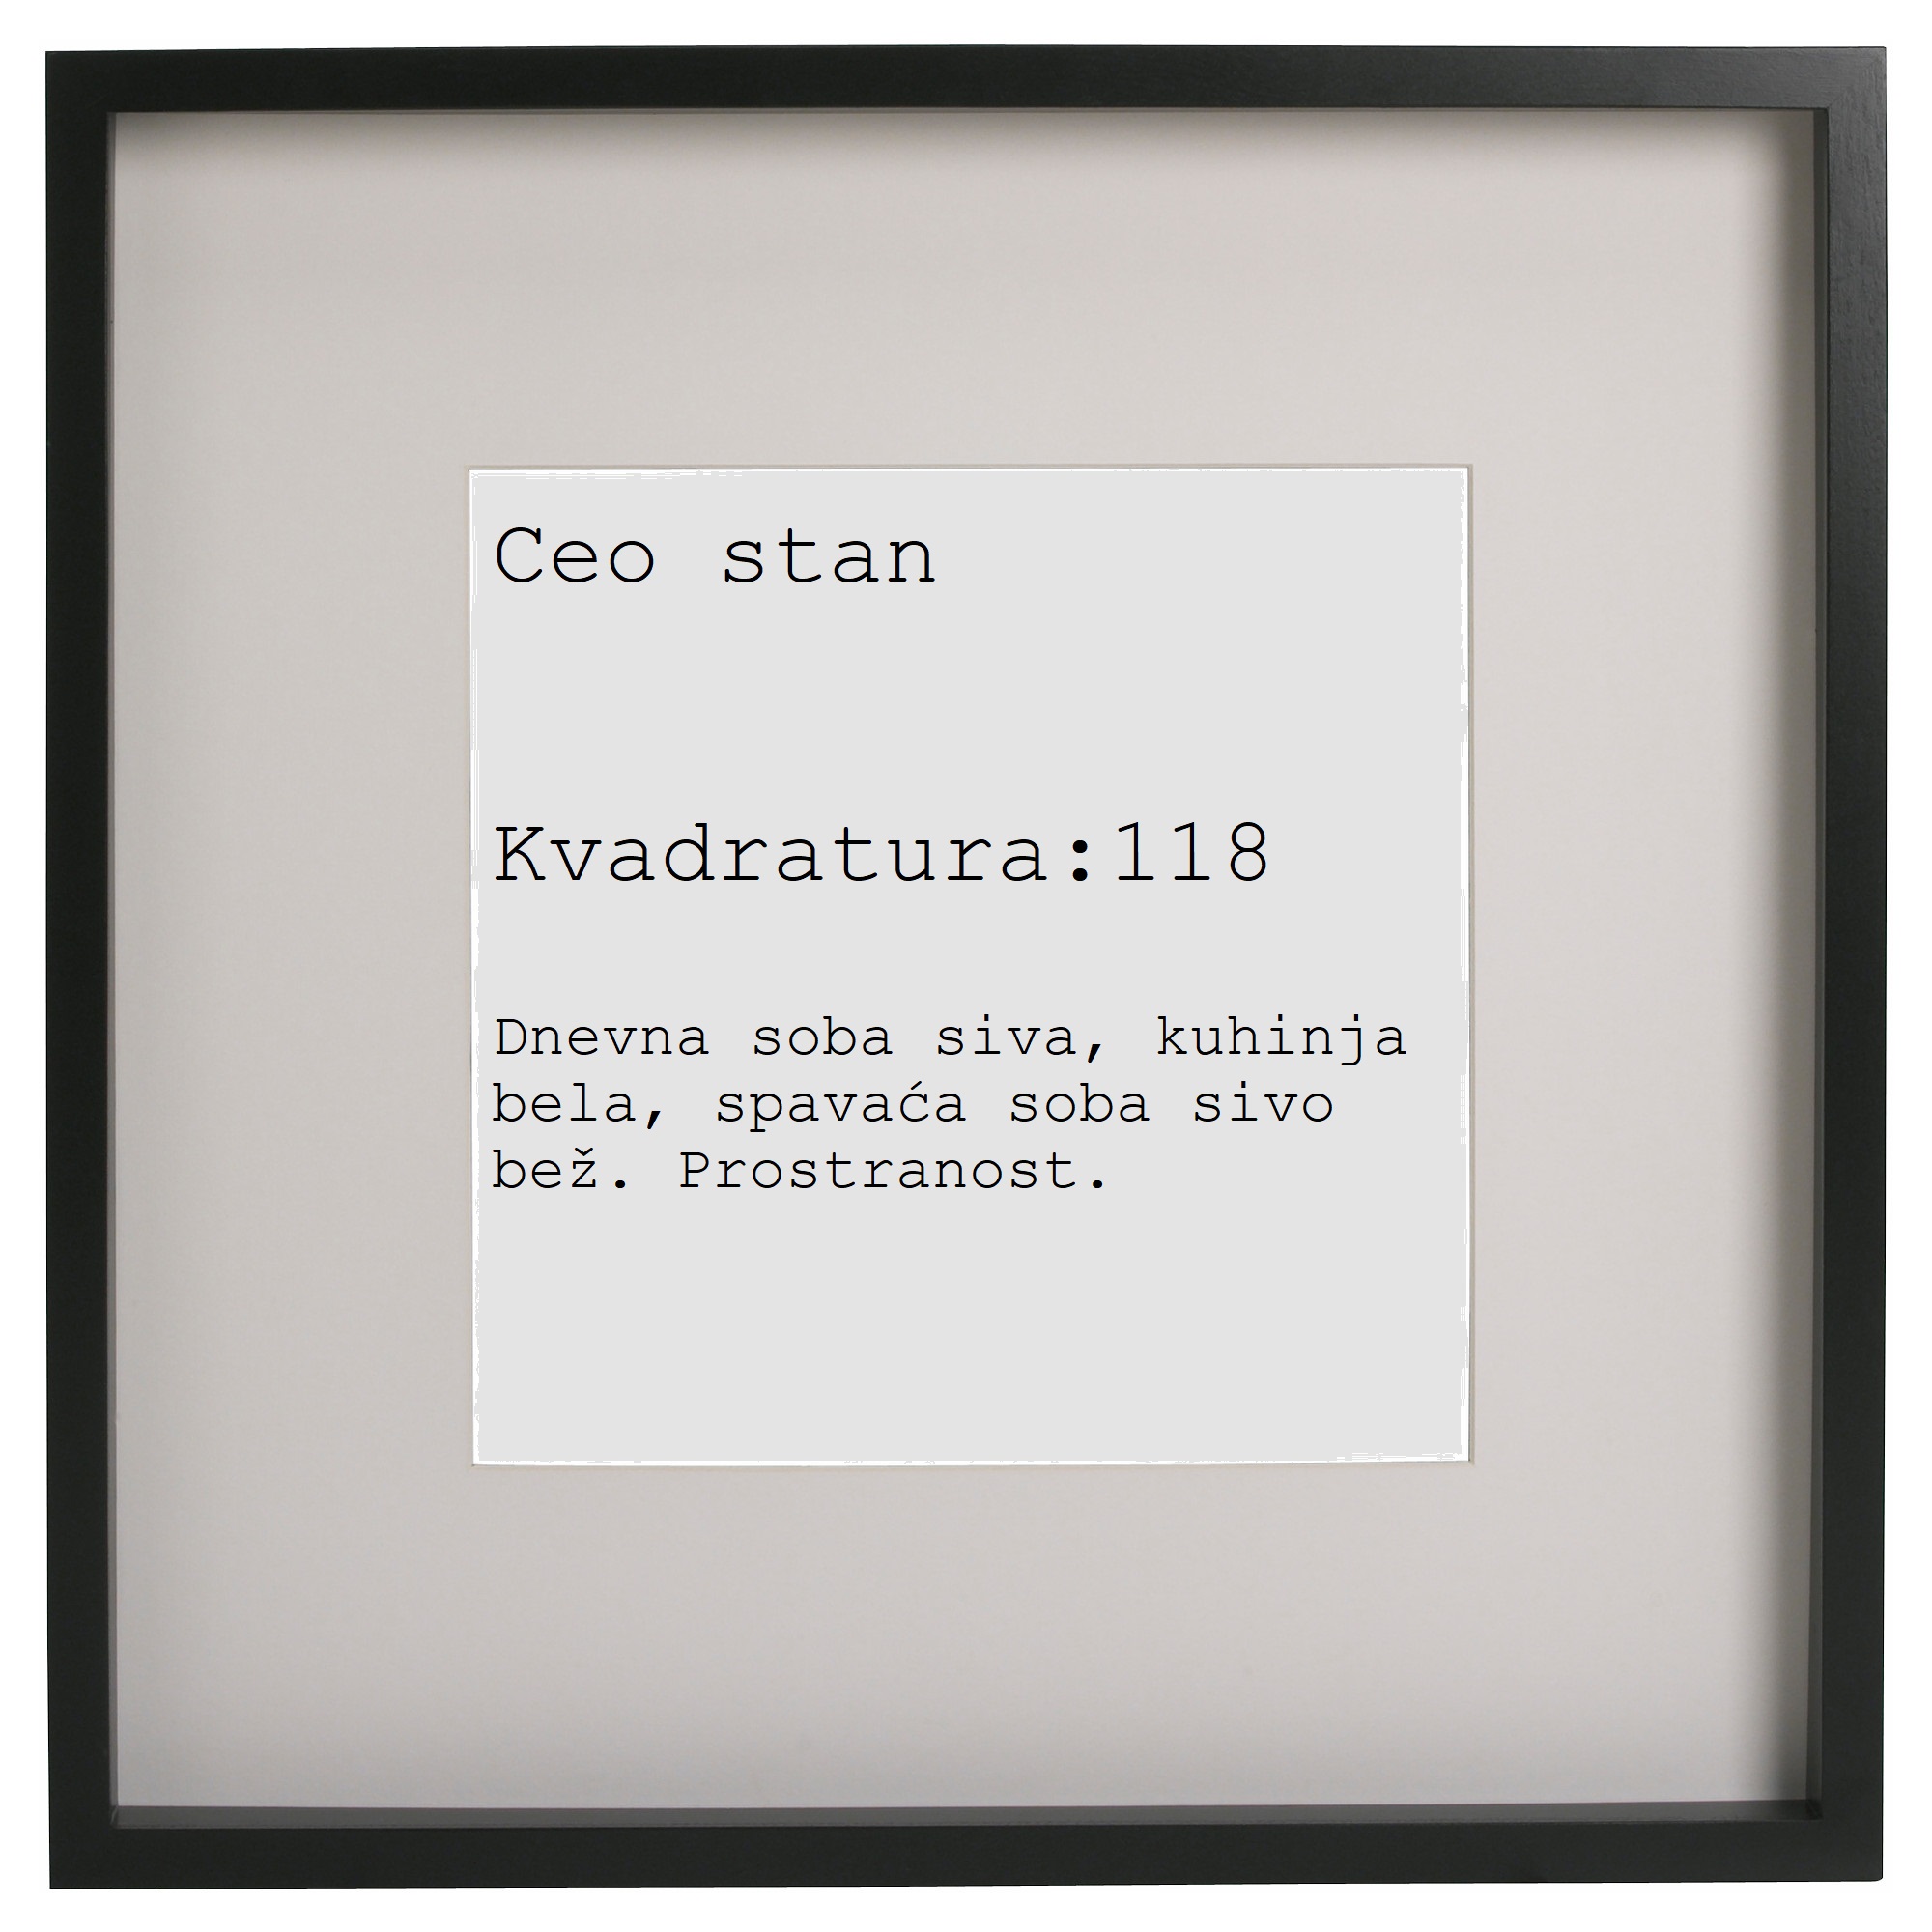 Ceo stan
Kvadratura:118
Dnevna soba siva, kuhinja
bela, spavaća soba sivo
bež. Prostranost.